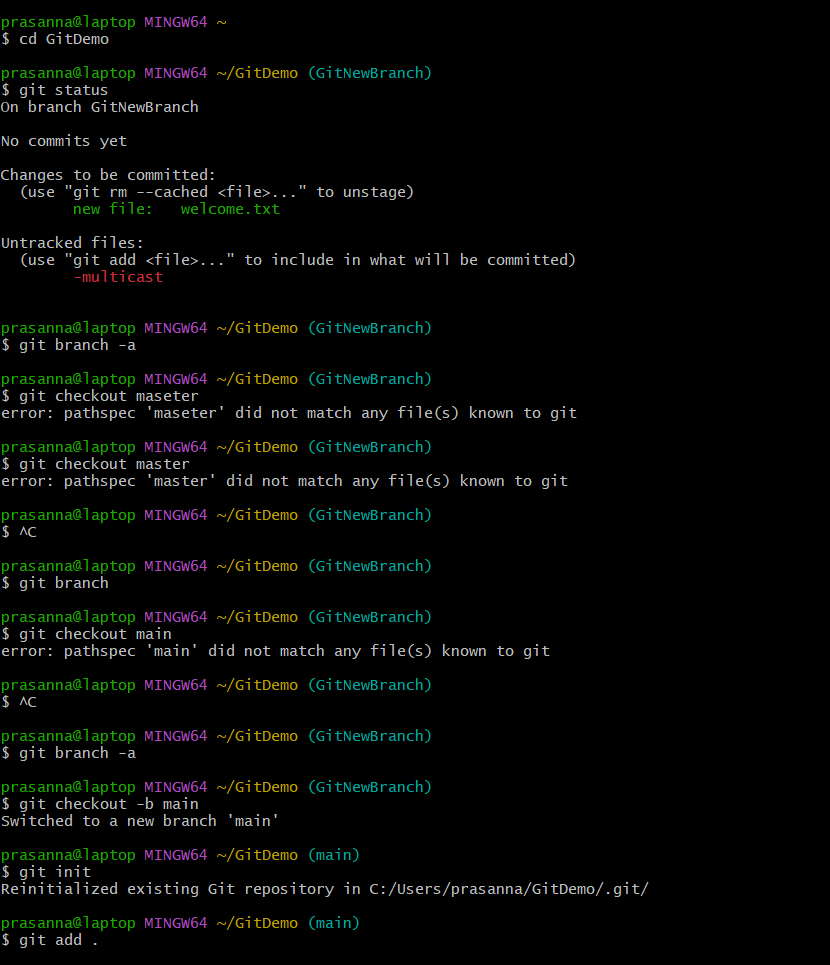 prasanna@laptop MINGW64 ~
$ cd GitDemo
prasanna@laptop MINGW64 ~/GitDemo (GitNewBranch)
$ git status
On branch GitNewBranch
No commits yet
Changes to be committed:
  (use "git rm --cached <file>..." to unstage)
        new file:   welcome.txt
Untracked files:
  (use "git add <file>..." to include in what will be committed)
        -multicast
prasanna@laptop MINGW64 ~/GitDemo (GitNewBranch)
$ git branch -a
prasanna@laptop MINGW64 ~/GitDemo (GitNewBranch)
$ git checkout maseter
error: pathspec 'maseter' did not match any file(s) known to git
prasanna@laptop MINGW64 ~/GitDemo (GitNewBranch)
$ git checkout master
error: pathspec 'master' did not match any file(s) known to git
prasanna@laptop MINGW64 ~/GitDemo (GitNewBranch)
$ ^C
prasanna@laptop MINGW64 ~/GitDemo (GitNewBranch)
$ git branch
prasanna@laptop MINGW64 ~/GitDemo (GitNewBranch)
$ git checkout main
error: pathspec 'main' did not match any file(s) known to git
prasanna@laptop MINGW64 ~/GitDemo (GitNewBranch)
$ ^C
prasanna@laptop MINGW64 ~/GitDemo (GitNewBranch)
$ git branch -a
prasanna@laptop MINGW64 ~/GitDemo (GitNewBranch)
$ git checkout -b main
Switched to a new branch 'main'
prasanna@laptop MINGW64 ~/GitDemo (main)
$ git init
Reinitialized existing Git repository in C:/Users/prasanna/GitDemo/.git/
prasanna@laptop MINGW64 ~/GitDemo (main)
$ git add .